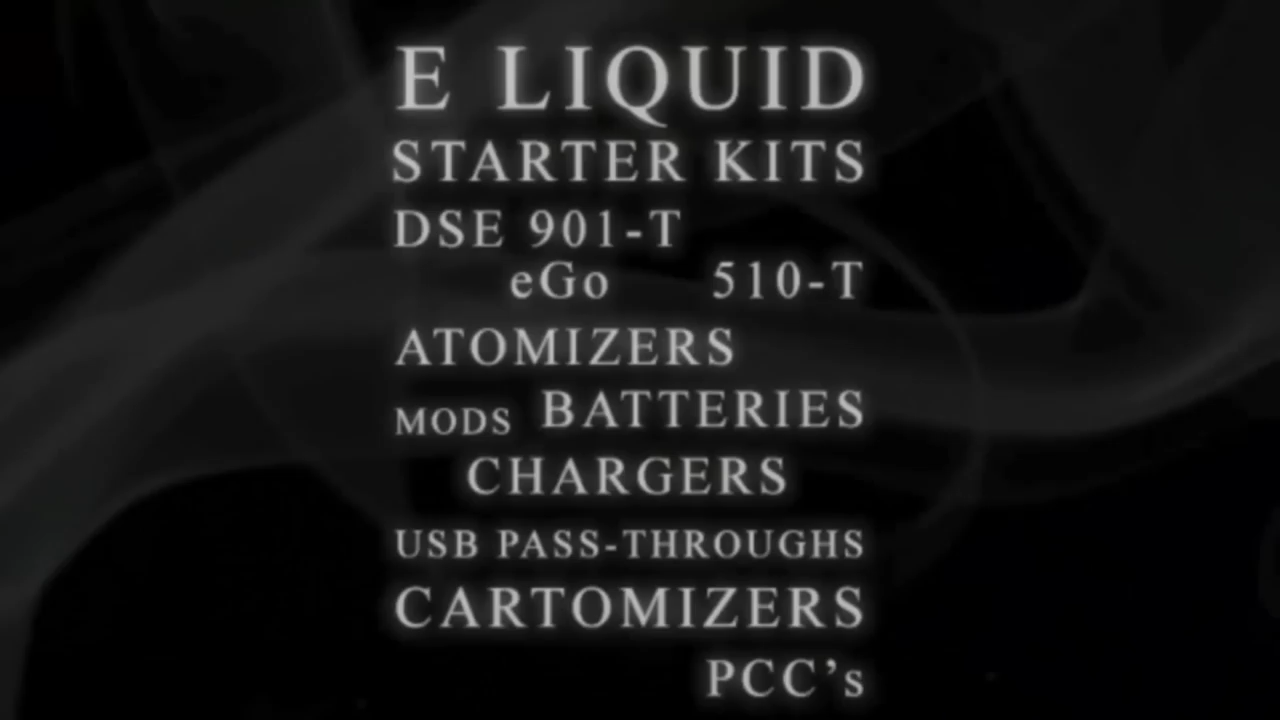 E LIQUID
STARTER KITS
DSE 901-T
eGo 510-T
ATOMIZERS
MODS BATTERIES
CHARGERS
USB PASS-THROUGHS
CARTOMIZERS
PCC's